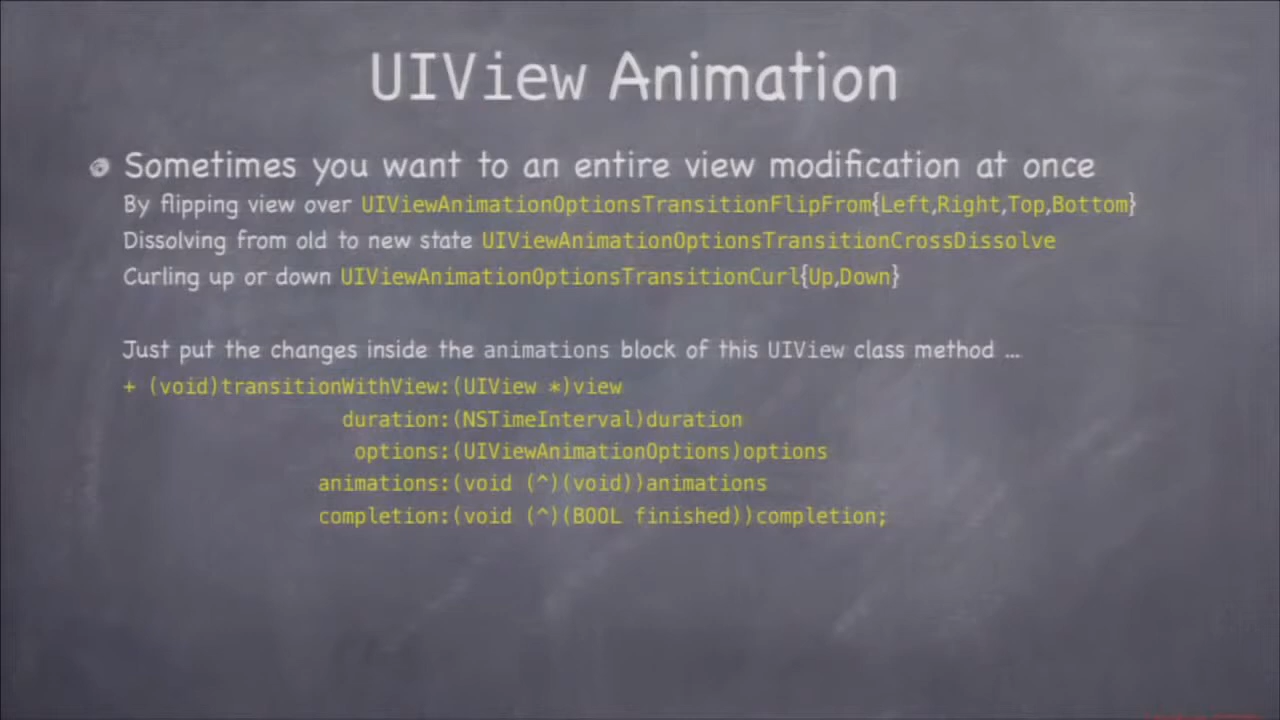 UIView Animation
Sometimes you want to an entire view modification at once
By flipping view over UIViewAnimationOptionsTransitionFlipFrom{Left,Right,Top,Bottom}
Dissolving from old to new state UIViewAnimationOptionsTransitionCrossDissolve
Curling up or down UIViewAnimationOptionsTransitionCurl{Up,Down}
Just put the changes inside the animations block of this UIView class method ...
+ (void)transitionWithView:(UIView *)view
duration:(NSTimeInterval)duration
options:(UIViewAnimationOptions)options
animations:(void (^)(void))animations
completion:(void (^)(BOOL finished))completion;